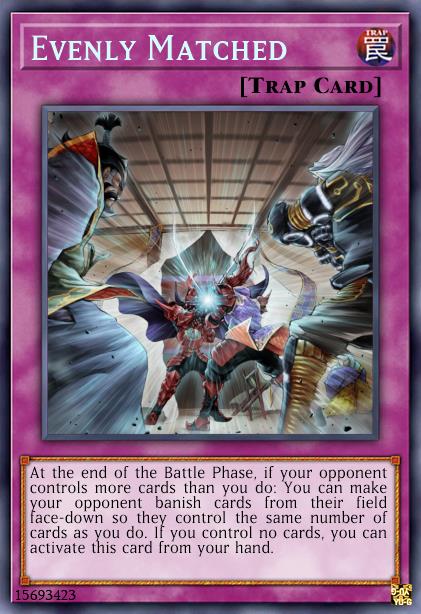 Evenly Matched
TRAP
罠
[Trap Card]
At the end of the Battle Phase, if your opponent
controls more cards than you do: You can make
your opponent banish cards from their field
face-down so they control the same number of
cards as you do. If you control no cards, you can
activate this card from your hand.
15693423